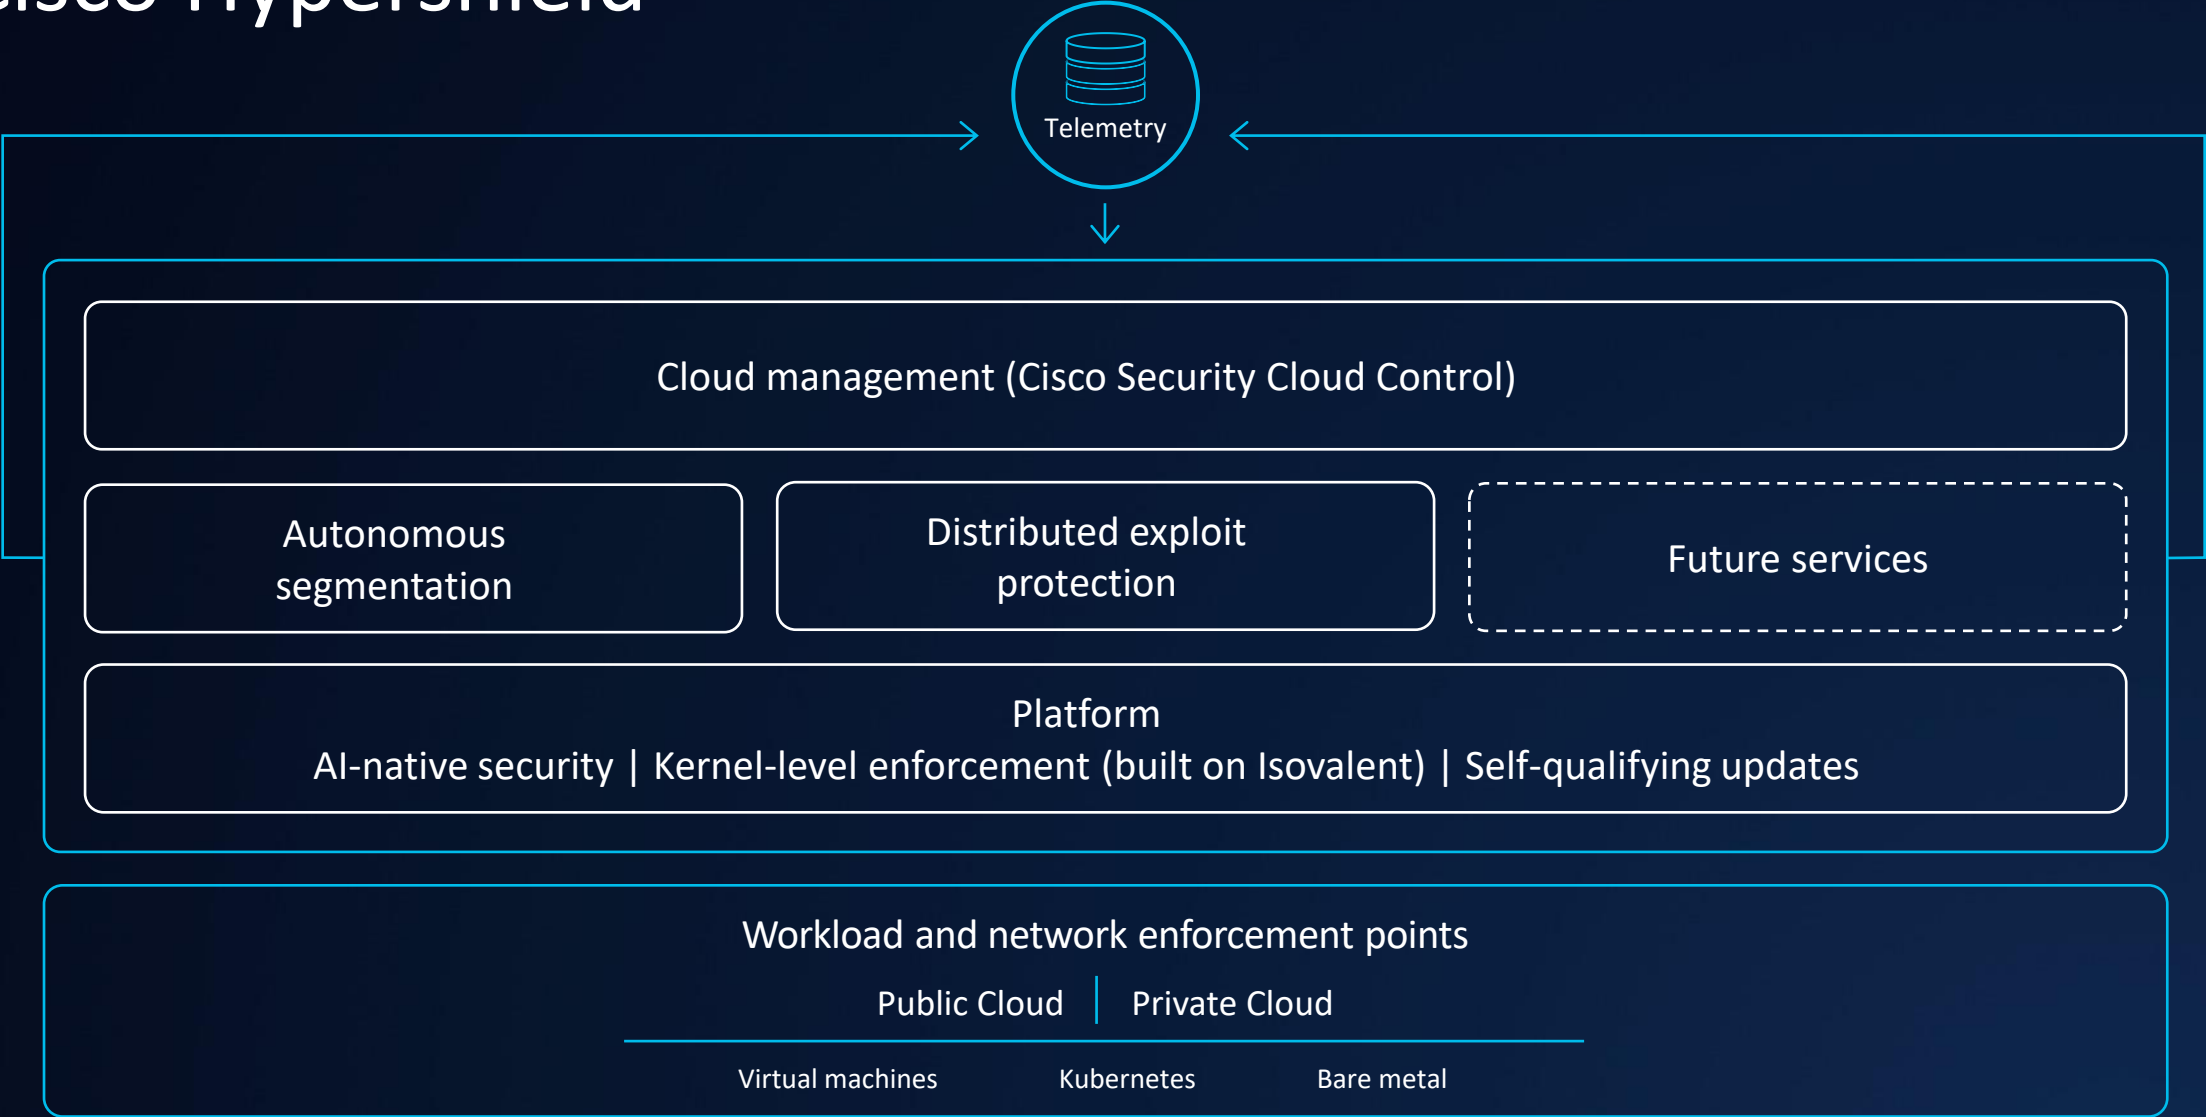 Cisco Hypershield
Telemetry
Cloud management (Cisco Security Cloud Control)
Autonomous
segmentation
Distributed exploit
protection
Future services
Platform
AI-native security | Kernel-level enforcement (built on Isovalent) | Self-qualifying updates
Workload and network enforcement points
Public Cloud | Private Cloud
Virtual machines Kubernetes Bare metal